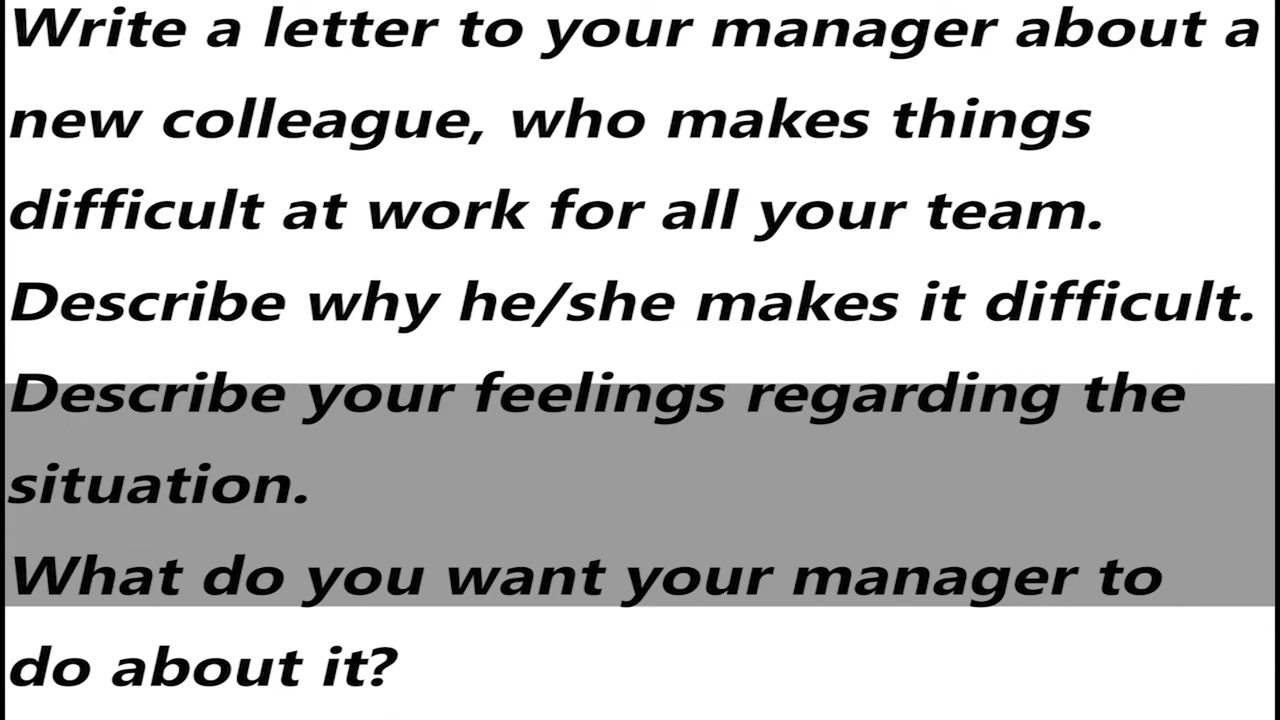 Write a letter to your manager about a
new colleague, who makes things
difficult at work for all your team.
Describe why he/she makes it difficult.
Describe your feelings regarding the
situation.
What do you want your manager to
do about it?